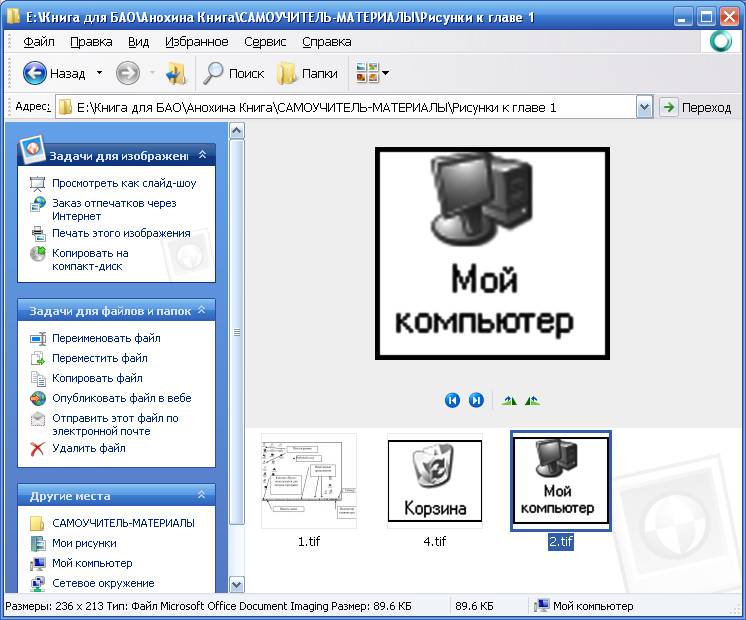 E:\Книга для БАО\Анохина Книга\САМОУЧИТЕЛЬ-МАТЕРИАЛЫ\Рисунки к главе 1
Файл Правка Вид Избранное Сервис Справка
Назад Поиск Папки
Адрес: E:\Книга для БАО\Анохина Книга\САМОУЧИТЕЛЬ-МАТЕРИАЛЫ\Рисунки к главе 1 Переход
Задачи для изображени
Просмотреть как слайд-шоу
Заказ отпечатков через
Интернет
Печать этого изображения
Копировать на
компакт-диск
Задачи для файлов и папок
Переименовать файл
Переместить файл
Копировать файл
Опубликовать файл в вебе
Отправить этот файл по
электронной почте
Удалить файл
Другие места
САМОУЧИТЕЛЬ-МАТЕРИАЛЫ
Мои рисунки
Мой компьютер
Сетевое окружение
Мой
компьютер
Корзина
Мой
компьютер
1.tif
4.tif
2.tif
Размеры: 236 x 213 Тип: Файл Microsoft Office Document Imaging Размер: 89.6 КБ 89.6 КБ Мой компьютер